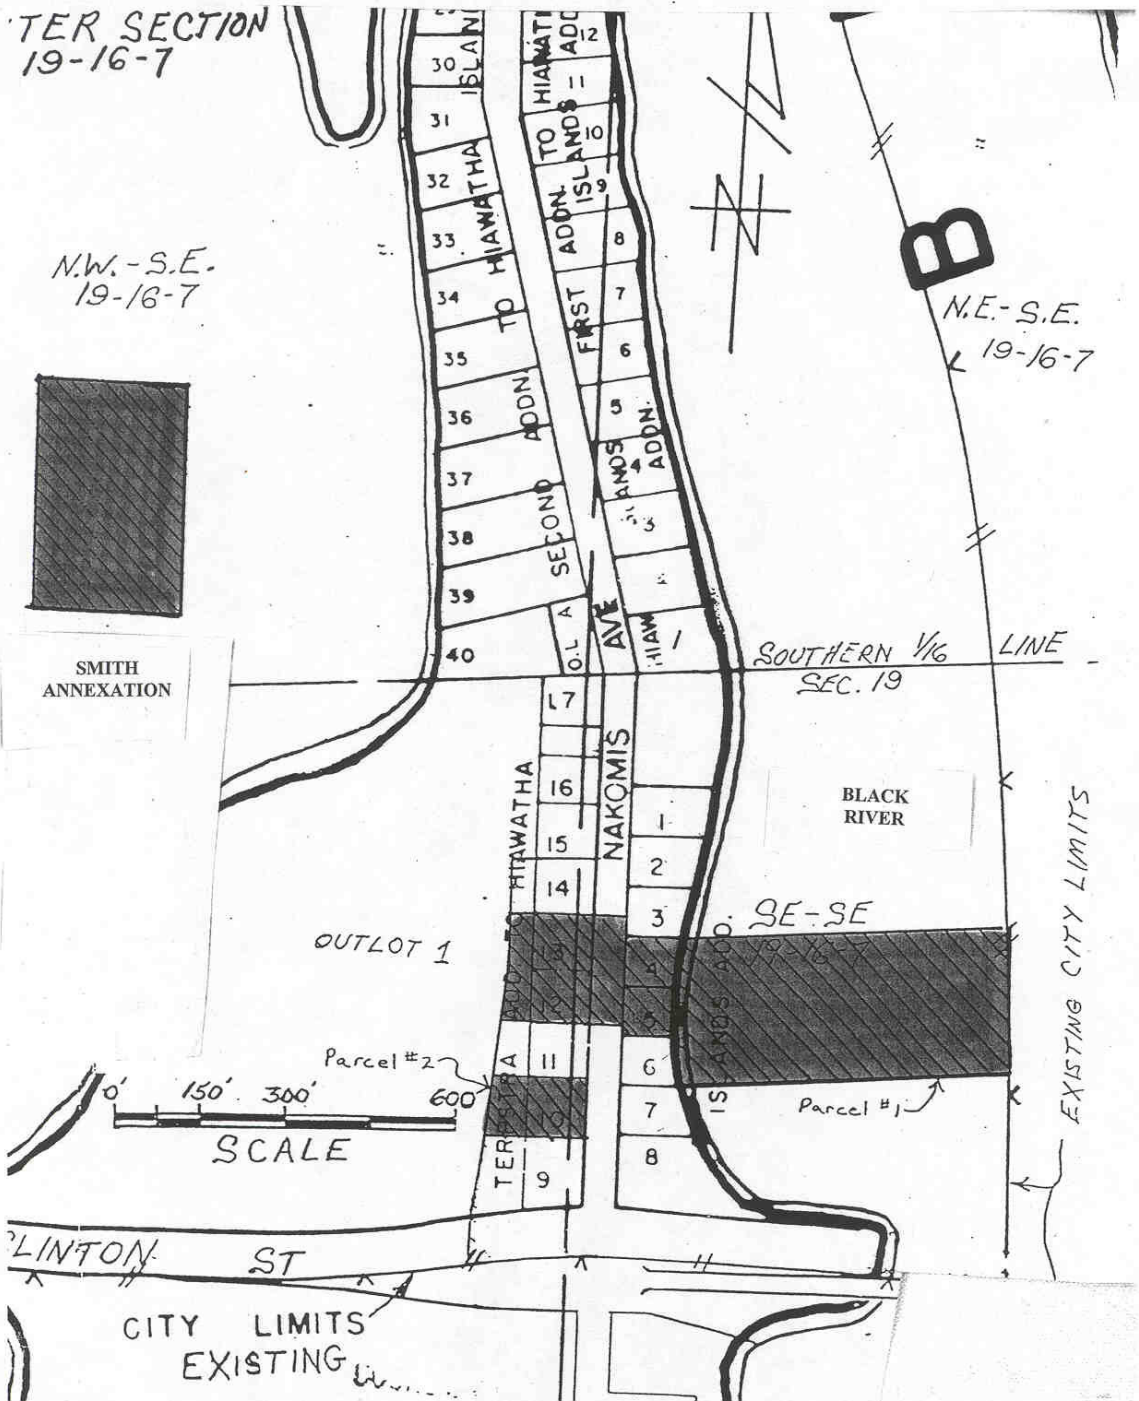 TER SECTION
19-16-7
N.W.-S.E.
19-16-7
SMITH
ANNEXATION
30
31
32
33
34
35
36
37
38
39
40
SECOND ADDN. TO HIAWATHA
FIRST ADDN. TO
ISLANDS
12
11
10
9
8
7
6
5
4
3
1
ADDN.
O.L. A
AVE
HIAW
B
N
N.E.-S.E.
19-16-7
SOUTHERN 1/16 LINE
SEC. 19
17
16
15
14
13
12
11
10
9
NAKOMIS
HIAWATHA
1
2
3
4
5
6
7
8
BLACK
RIVER
SE-SE
19-16-7
ISLANDS ADD.
EXISTING CITY LIMITS
OUTLOT 1
Parcel #2
Parcel #1
0' 150' 300' 600'
SCALE
CLINTON ST
CITY LIMITS
EXISTING